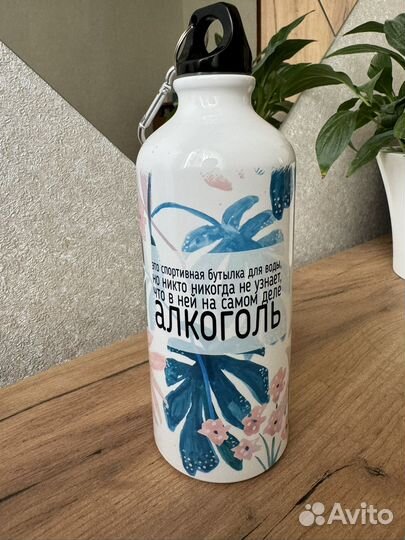 это спортивная бутылка для воды,
но никто никогда не узнает,
что в ней на самом деле
алкоголь
Avito